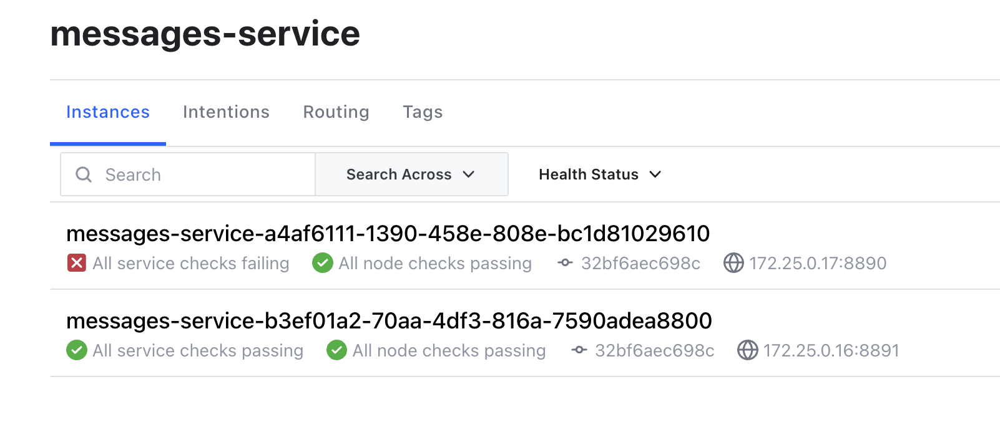 messages-service
Instances Intentions Routing Tags
Search Search Across Health Status
messages-service-a4af6111-1390-458e-808e-bc1d81029610
All service checks failing All node checks passing 32bf6aec698c 172.25.0.17:8890
messages-service-b3ef01a2-70aa-4df3-816a-7590adea8800
All service checks passing All node checks passing 32bf6aec698c 172.25.0.16:8891